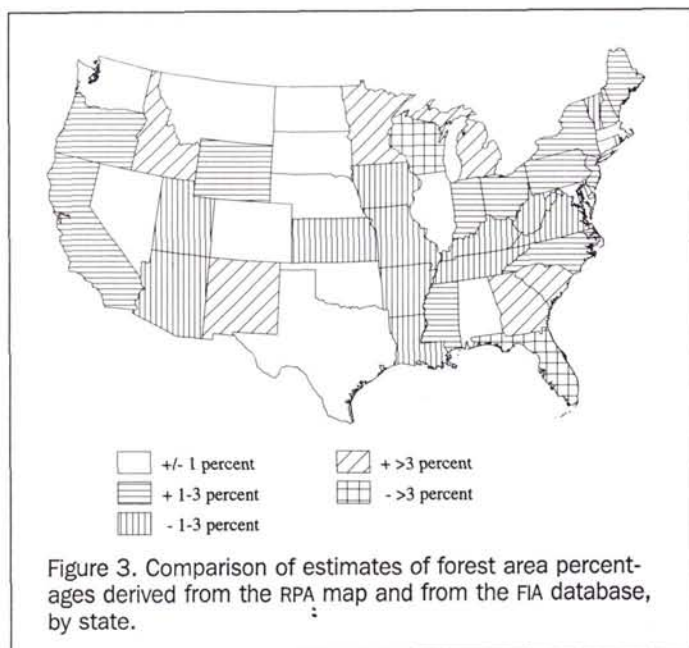 +/- 1 percent
+ 1-3 percent
- 1-3 percent
+ >3 percent
- >3 percent
Figure 3. Comparison of estimates of forest area percent-
ages derived from the RPA map and from the FIA database,
by state.